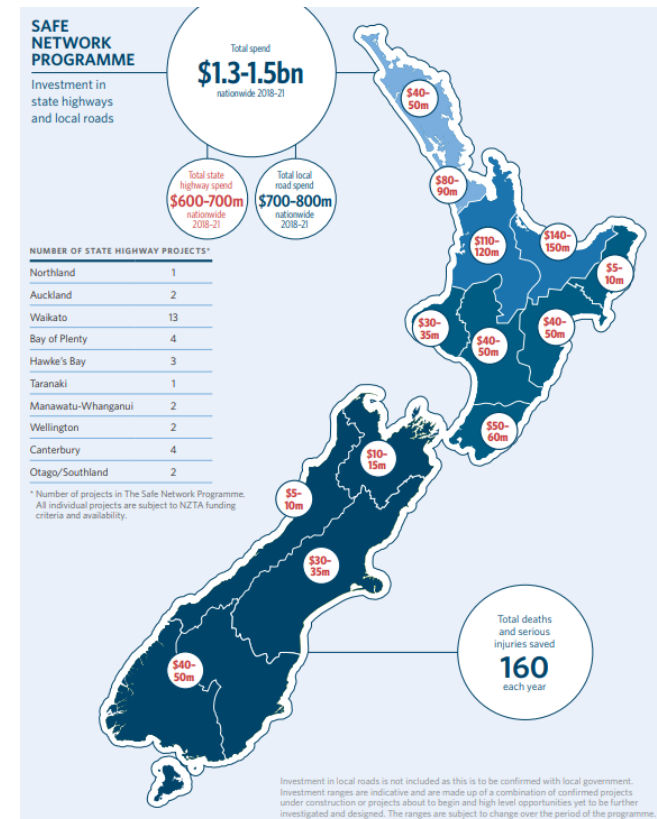 SAFE
NETWORK
PROGRAMME
Investment in
state highways
and local roads
Total spend
$1.3-1.5bn
nationwide 2018-21
Total state
highway spend
$600-700m
nationwide
2018-21
Total local
road spend
$700-800m
nationwide
2018-21
NUMBER OF STATE HIGHWAY PROJECTS*
Northland 1
Auckland 2
Waikato 13
Bay of Plenty 4
Hawke's Bay 3
Taranaki 1
Manawatu-Whanganui 2
Wellington 2
Canterbury 4
Otago/Southland 2
* Number of projects in The Safe Network Programme.
All individual projects are subject to NZTA funding
criteria and availability.
$40-
50m
$80-
90m
$110-
120m
$140-
150m
$5-
10m
$30-
35m
$40-
50m
$40-
50m
$50-
60m
$10-
15m
$5-
10m
$30-
35m
$40-
50m
Total deaths
and serious
injuries saved
160
each year
Investment in local roads is not included as this is to be confirmed with local government.
Investment ranges are indicative and are made up of a combination of confirmed projects
under construction or projects about to begin and high level opportunities yet to be further
investigated and designed. The ranges are subject to change over the period of the programme.